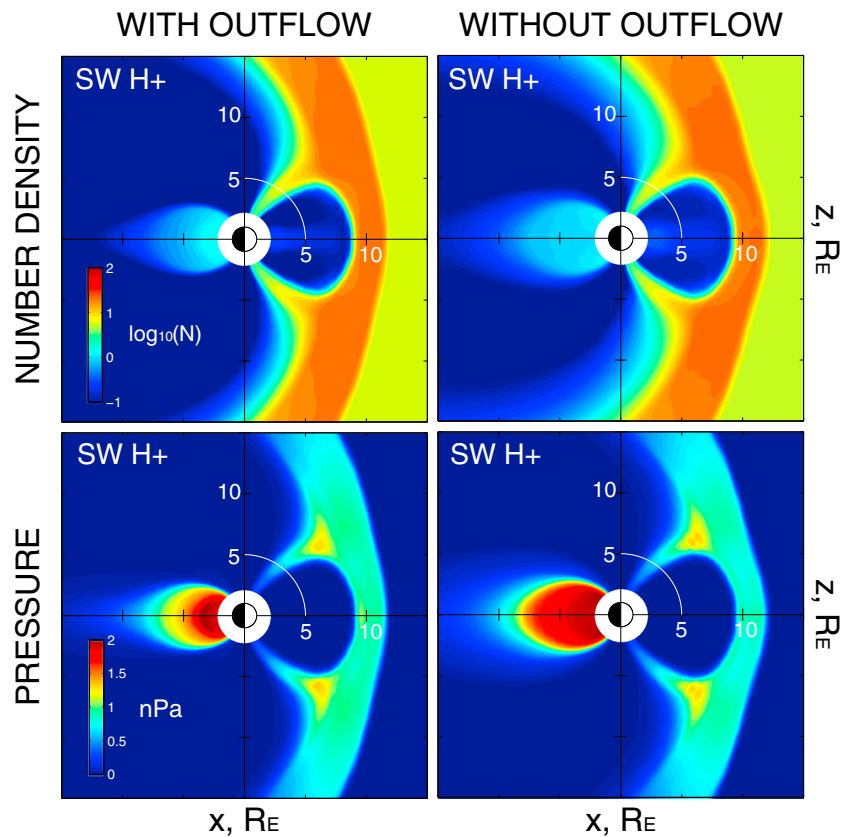 WITH OUTFLOW
WITHOUT OUTFLOW
NUMBER DENSITY
SW H+
10
5
5
10
2
1
0
−1
log10(N)
SW H+
10
5
5
10
z, RE
PRESSURE
SW H+
10
5
5
10
2
1.5
1
0.5
0
nPa
x, RE
SW H+
10
5
5
10
z, RE
x, RE